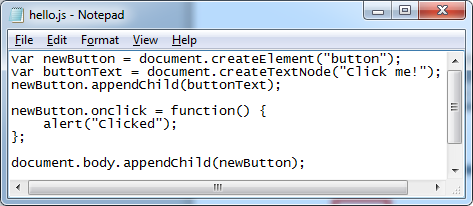 hello.js - Notepad
File Edit Format View Help
var newButton = document.createElement("button");
var buttonText = document.createTextNode("Click me!");
newButton.appendChild(buttonText);

newButton.onclick = function() {
    alert("Clicked");
};

document.body.appendChild(newButton);